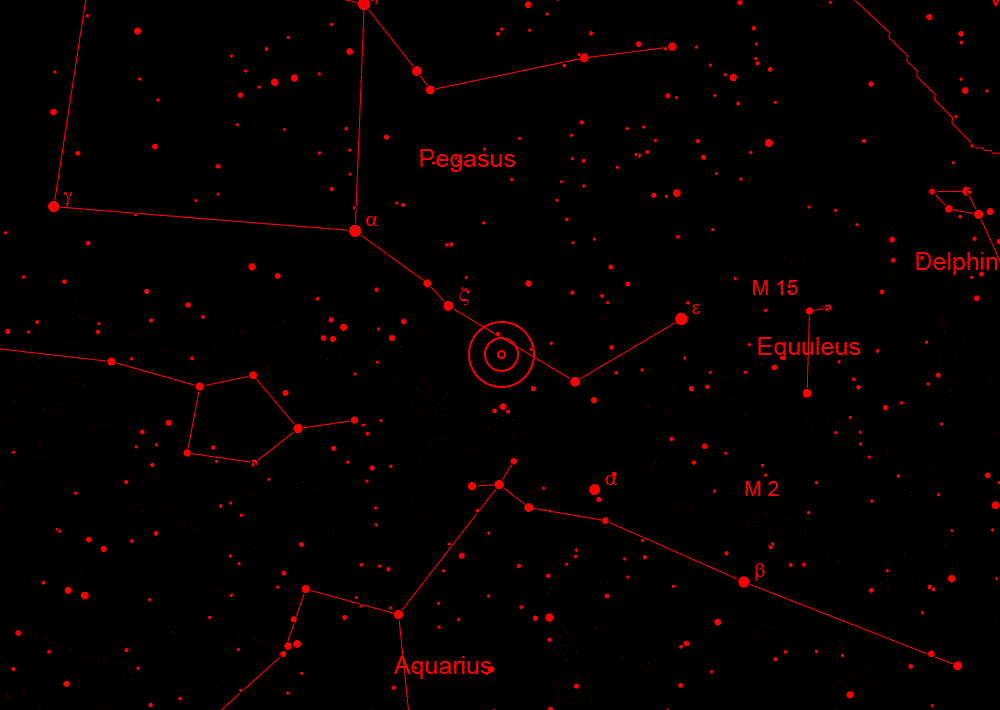 Pegasus
γ
α
Delphin
ζ
M 15
ε
Equuleus
α
M 2
β
Aquarius